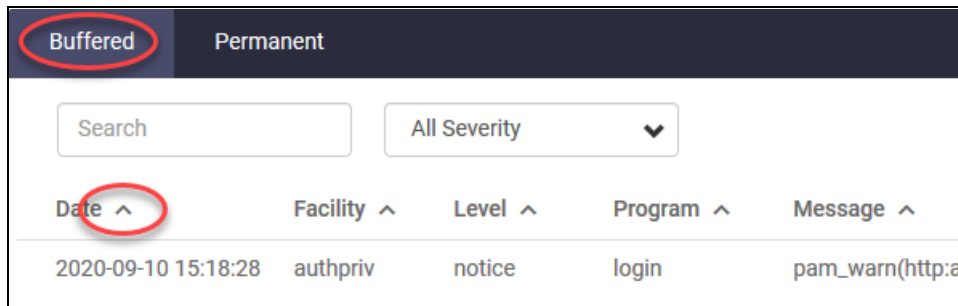 Buffered Permanent
Search All Severity
Date Facility Level Program Message
2020-09-10 15:18:28 authpriv notice login pam_warn(http:a